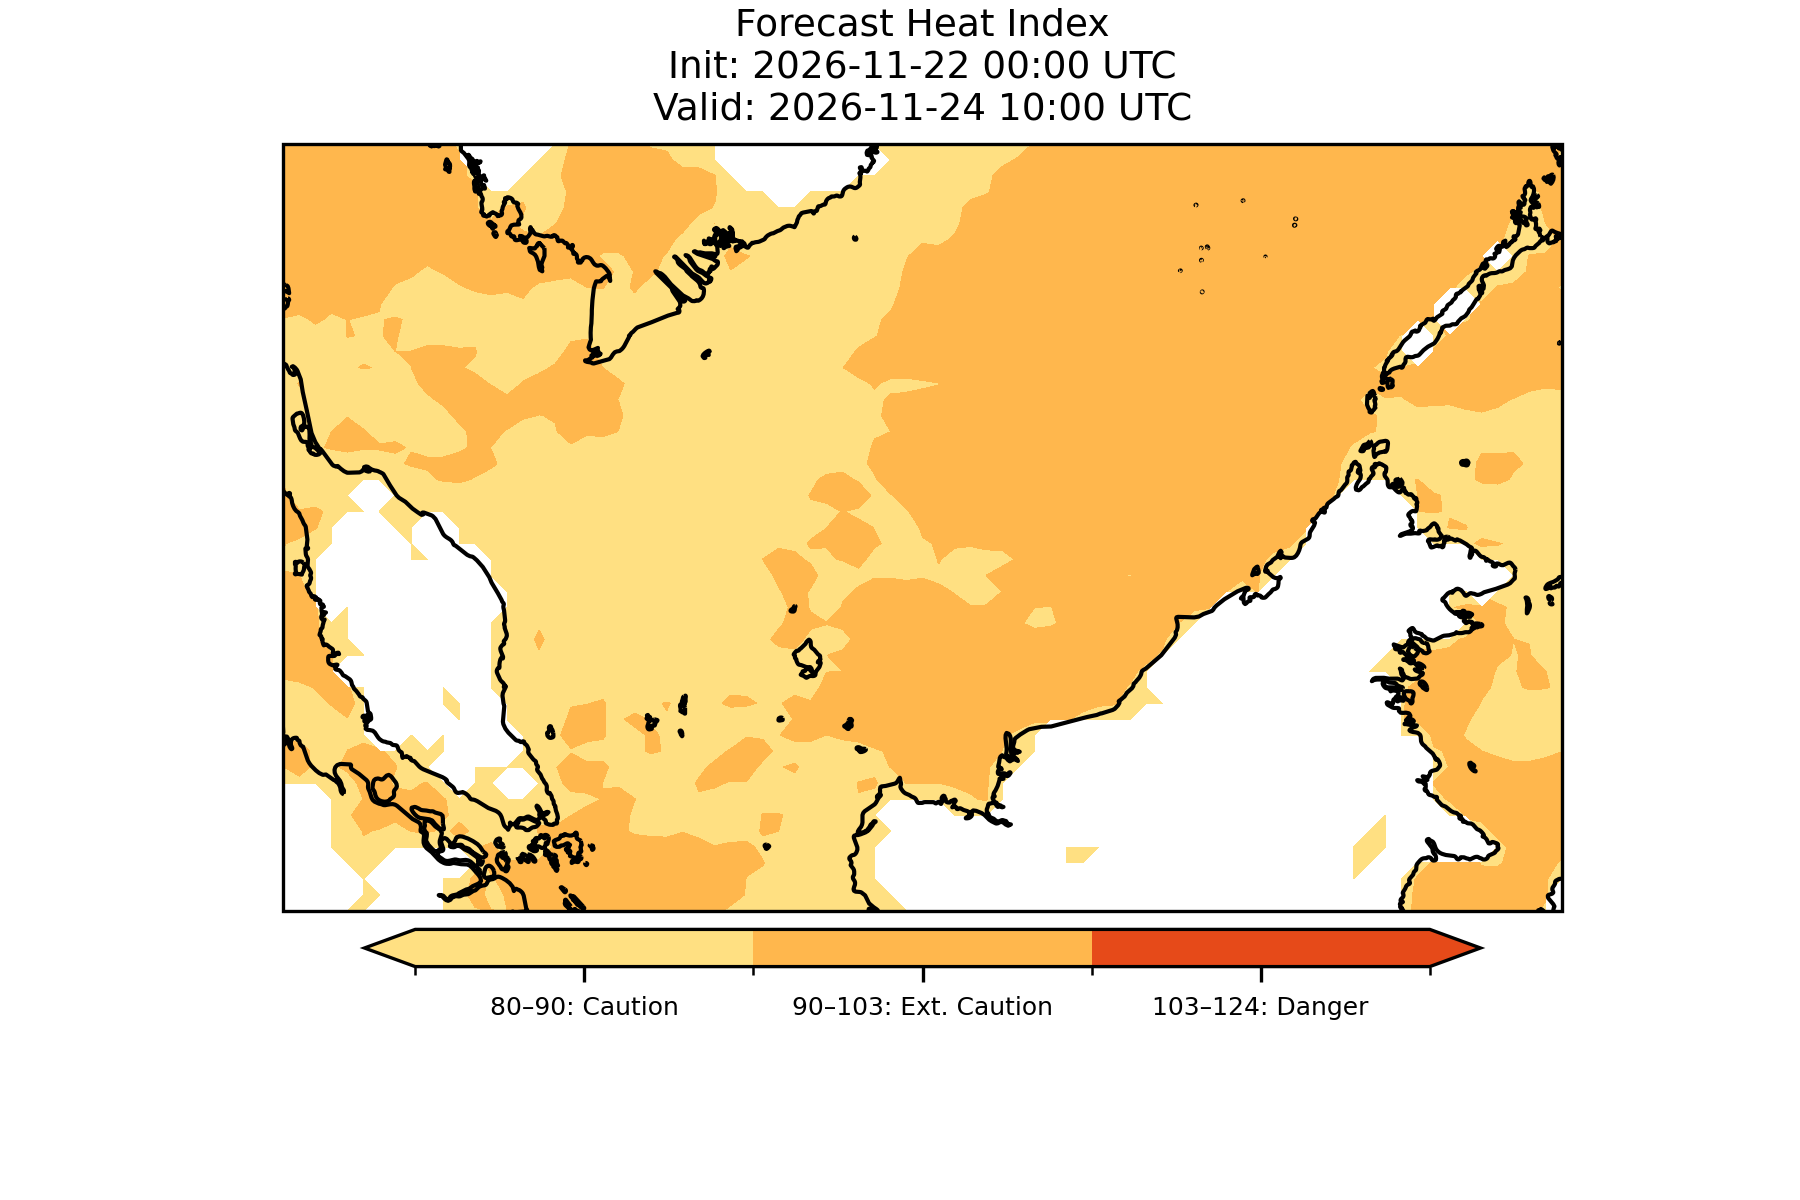 Forecast Heat Index
Init: 2026-11-22 00:00 UTC
Valid: 2026-11-24 10:00 UTC
80–90: Caution
90–103: Ext. Caution
103–124: Danger